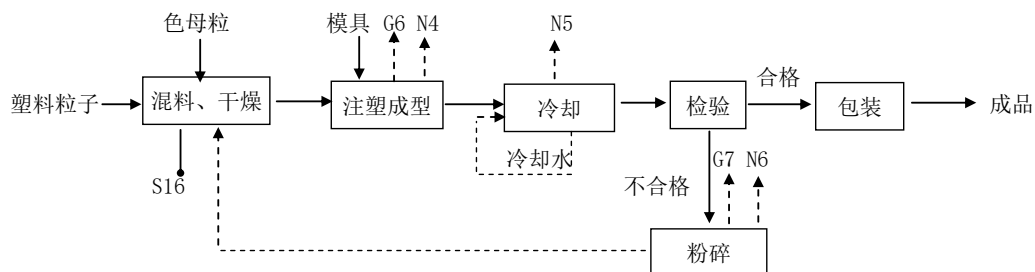 色母粒
模具
G6
N4
N5
塑料粒子
混料、干燥
注塑成型
冷却
检验
合格
包装
成品
冷却水
S16
不合格
G7
N6
粉碎